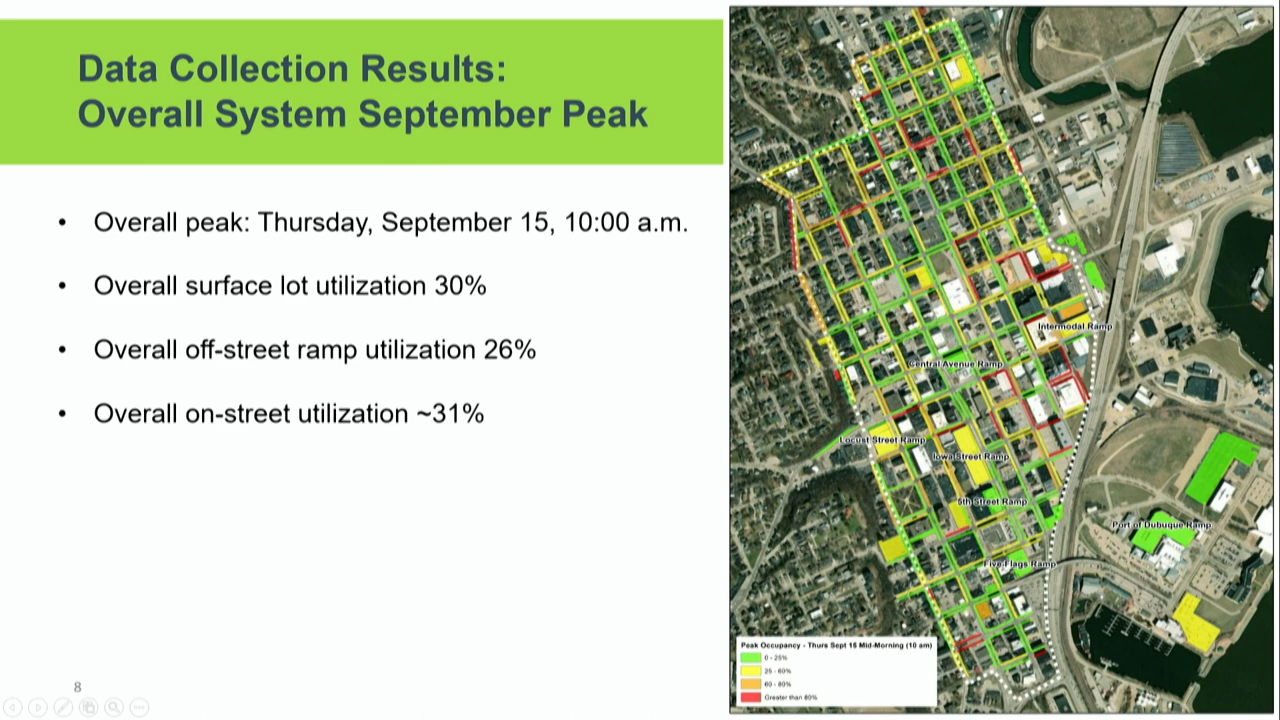 Data Collection Results:
Overall System September Peak
• Overall peak: Thursday, September 15, 10:00 a.m.
• Overall surface lot utilization 30%
• Overall off-street ramp utilization 26%
• Overall on-street utilization ~31%
8
Intermodal Ramp
Central Avenue Ramp
Locust Street Ramp
Iowa Street Ramp
5th Street Ramp
Port of Dubuque Ramp
Five Flags Ramp
Peak Occupancy - Thurs Sept 15 Mid-Morning (10 am)
0 - 25%
25 - 60%
60 - 80%
Greater than 80%